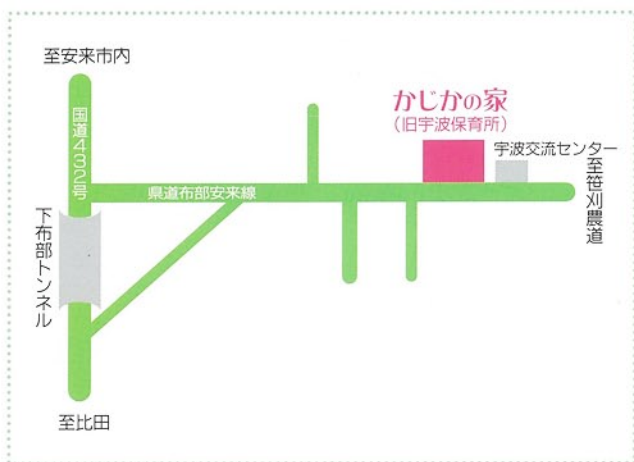 至安来市内
国道432号
かじかの家
（旧宇波保育所）
宇波交流センター
県道布部安来線
至笹刈農道
下布部トンネル
至比田